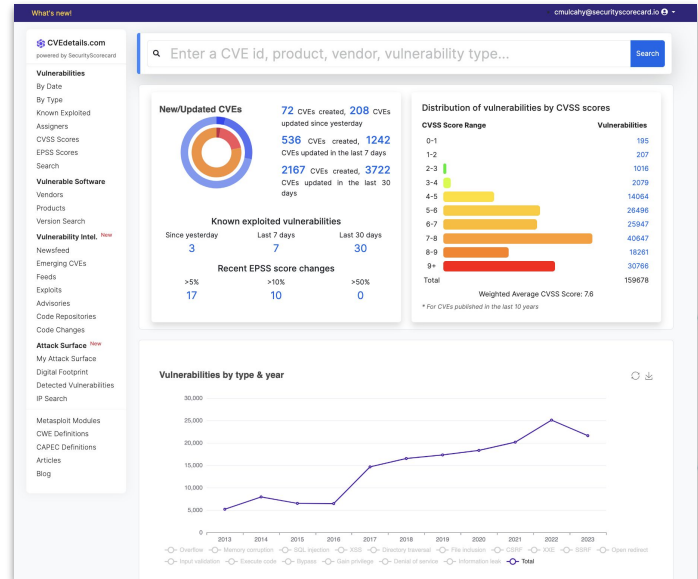 What's new!
cmulcahy@securityscorecard.io
CVEdetails.com
powered by SecurityScorecard
Vulnerabilities
By Date
By Type
Known Exploited
Assigners
CVSS Scores
EPSS Scores
Search
Vulnerable Software
Vendors
Products
Version Search
Vulnerability Intel. New
Newsfeed
Emerging CVEs
Feeds
Exploits
Advisories
Code Repositories
Code Changes
Attack Surface New
My Attack Surface
Digital Footprint
Detected Vulnerabilities
IP Search
Metasploit Modules
CWE Definitions
CAPEC Definitions
Articles
Blog
Enter a CVE id, product, vendor, vulnerability type...
Search
New/Updated CVEs
72 CVEs created, 208 CVEs
updated since yesterday
536 CVEs created, 1242
CVEs updated in the last 7 days
2167 CVEs created, 3722
CVEs updated in the last 30
days
Known exploited vulnerabilities
Since yesterday Last 7 days Last 30 days
3 7 30
Recent EPSS score changes
>5% >10% >50%
17 10 0
Distribution of vulnerabilities by CVSS scores
CVSS Score Range Vulnerabilities
0-1 195
1-2 207
2-3 1016
3-4 2079
4-5 14064
5-6 26496
6-7 25947
7-8 40647
8-9 18261
9+ 30766
Total 159678
Weighted Average CVSS Score: 7.6
* For CVEs published in the last 10 years
Vulnerabilities by type & year
30,000
25,000
20,000
15,000
10,000
5,000
0
2013 2014 2015 2016 2017 2018 2019 2020 2021 2022 2023
Overflow Memory corruption SQL Injection XSS Directory traversal File inclusion CSRF XXE SSRF Open redirect
Input validation Execute code Bypass Gain privilege Denial of service Information leak Total